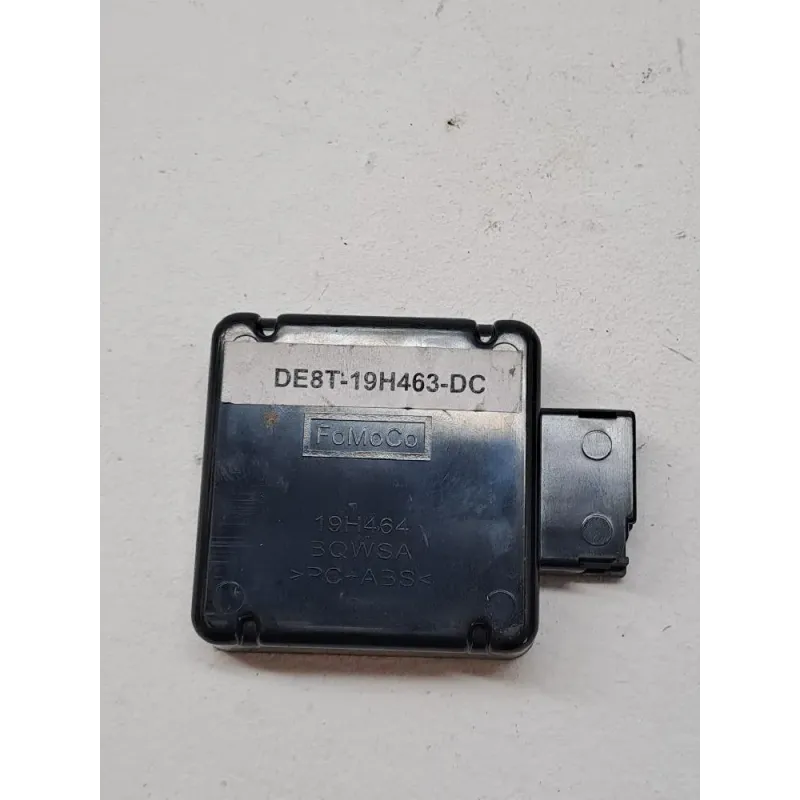 DE8T-19H463-DC
FoMoCo
19H464
BQWSA
>PC-ABS<